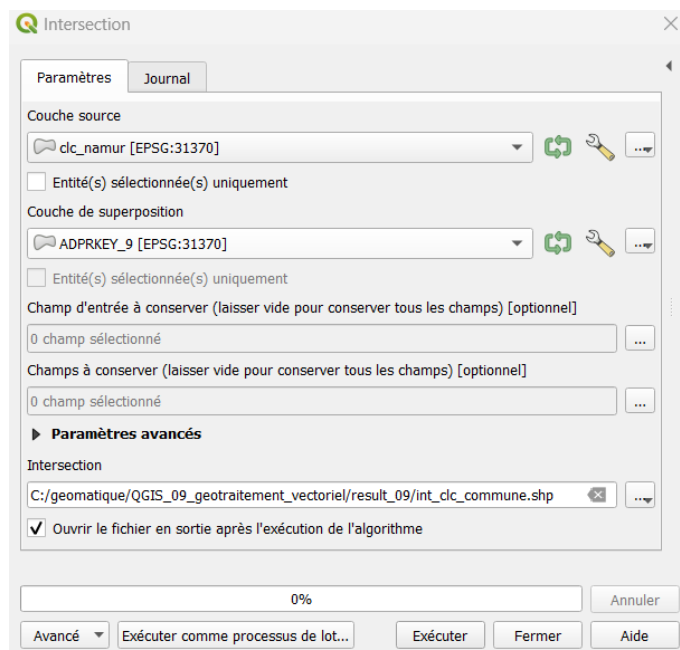 Intersection
Paramètres Journal
Couche source
clc_namur [EPSG:31370]
...
Entité(s) sélectionnée(s) uniquement
Couche de superposition
ADPRKEY_9 [EPSG:31370]
...
Entité(s) sélectionnée(s) uniquement
Champ d'entrée à conserver (laisser vide pour conserver tous les champs) [optionnel]
0 champ sélectionné
...
Champs à conserver (laisser vide pour conserver tous les champs) [optionnel]
0 champ sélectionné
...
Paramètres avancés
Intersection
C:/geomatique/QGIS_09_geotraitement_vectoriel/result_09/int_clc_commune.shp
...
Ouvrir le fichier en sortie après l'exécution de l'algorithme
0% Annuler
Avancé Exécuter comme processus de lot... Exécuter Fermer Aide